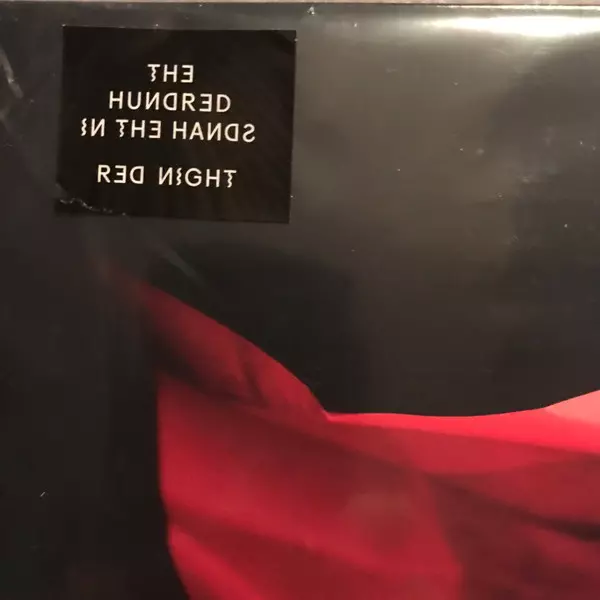 THE
HUNDRED
IN THE HANDS
RED NIGHT